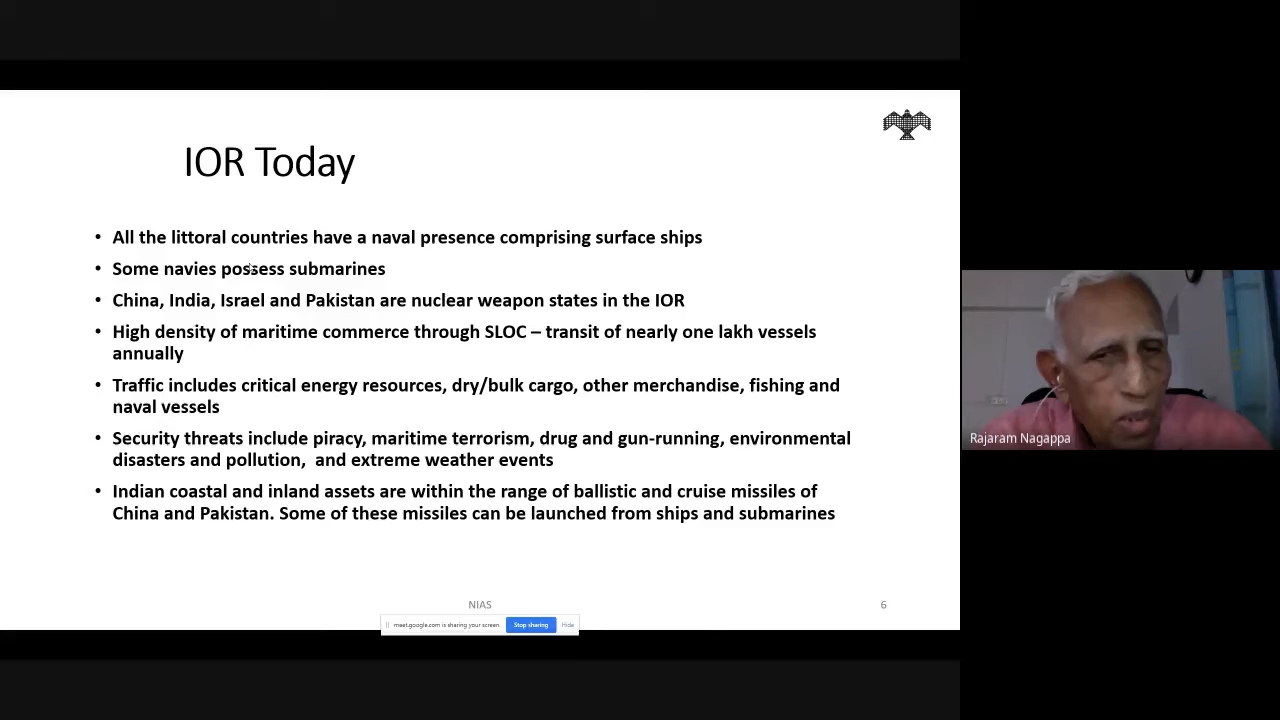 IOR Today
• All the littoral countries have a naval presence comprising surface ships
• Some navies possess submarines
• China, India, Israel and Pakistan are nuclear weapon states in the IOR
• High density of maritime commerce through SLOC – transit of nearly one lakh vessels
annually
• Traffic includes critical energy resources, dry/bulk cargo, other merchandise, fishing and
naval vessels
• Security threats include piracy, maritime terrorism, drug and gun-running, environmental
disasters and pollution, and extreme weather events
• Indian coastal and inland assets are within the range of ballistic and cruise missiles of
China and Pakistan. Some of these missiles can be launched from ships and submarines
NIAS
6
meet.google.com is sharing your screen. Stop sharing Hide
Rajaram Nagappa